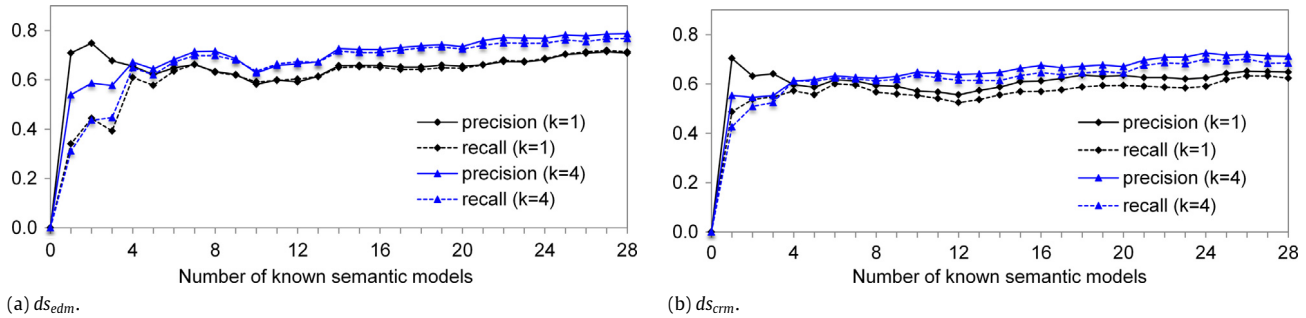 0.8
0.6
0.4
0.2
0.0
0 4 8 12 16 20 24 28
precision (k=1)
recall (k=1)
precision (k=4)
recall (k=4)
Number of known semantic models
(a) ds_edm.
0.8
0.6
0.4
0.2
0.0
0 4 8 12 16 20 24 28
precision (k=1)
recall (k=1)
precision (k=4)
recall (k=4)
Number of known semantic models
(b) ds_crm.